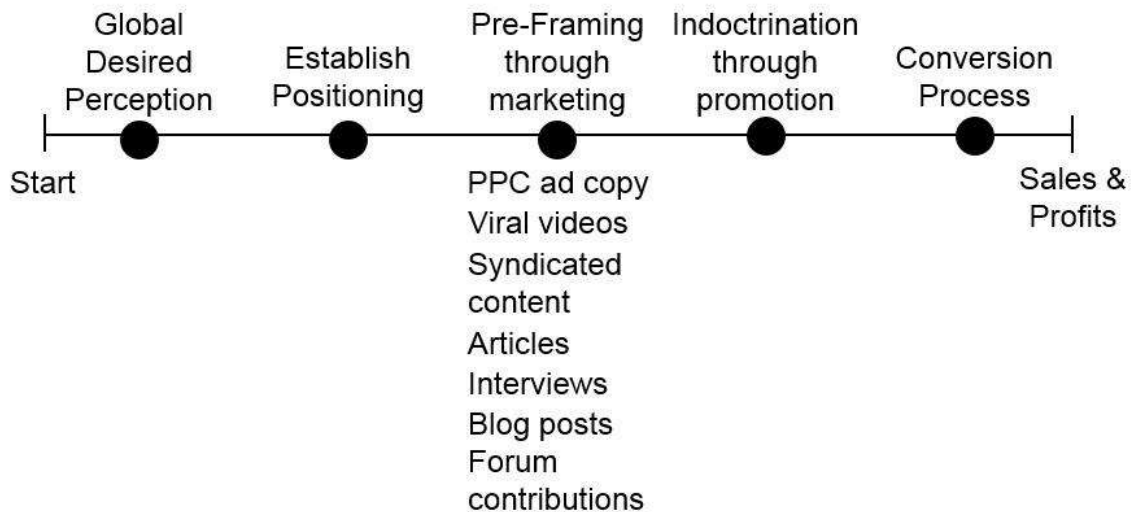 Global
Desired
Perception
Establish
Positioning
Pre-Framing
through
marketing
Indoctrination
through
promotion
Conversion
Process
Start
PPC ad copy
Viral videos
Syndicated
content
Articles
Interviews
Blog posts
Forum
contributions
Sales &
Profits